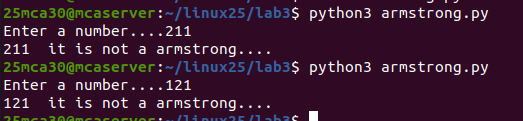 25mca30@mcaserver:~/linux25/lab3$ python3 armstrong.py
Enter a number....211
211  it is not a armstrong....
25mca30@mcaserver:~/linux25/lab3$ python3 armstrong.py
Enter a number....121
121  it is not a armstrong....
25mca30@mcaserver:~/linux25/lab3$